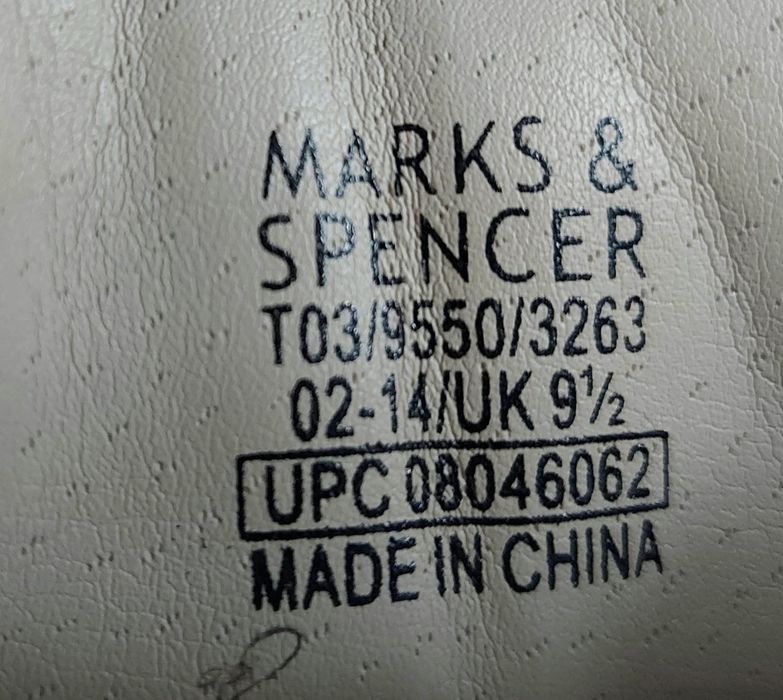 MARKS &
SPENCER
T03/9550/3263
02-14/UK 9½
UPC 08046062
MADE IN CHINA